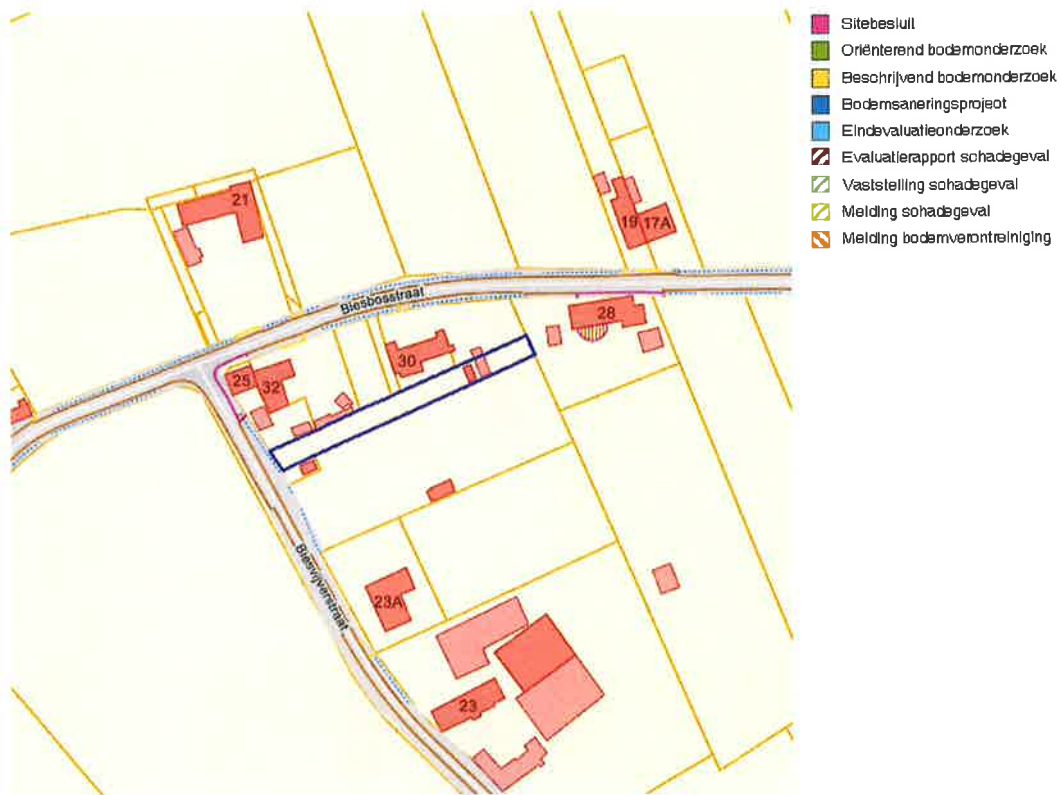 Sitebesluit
Oriënterend bodemonderzoek
Beschrijvend bodemonderzoek
Bodemsaneringsproject
Eindevaluatieonderzoek
Evaluatierapport schadegeval
Vaststelling schadegeval
Melding schadegeval
Melding bodemverontreiniging
21
19 17A
Biesbosstraat
28
30
25
32
Biesvijverstraat
23A
23